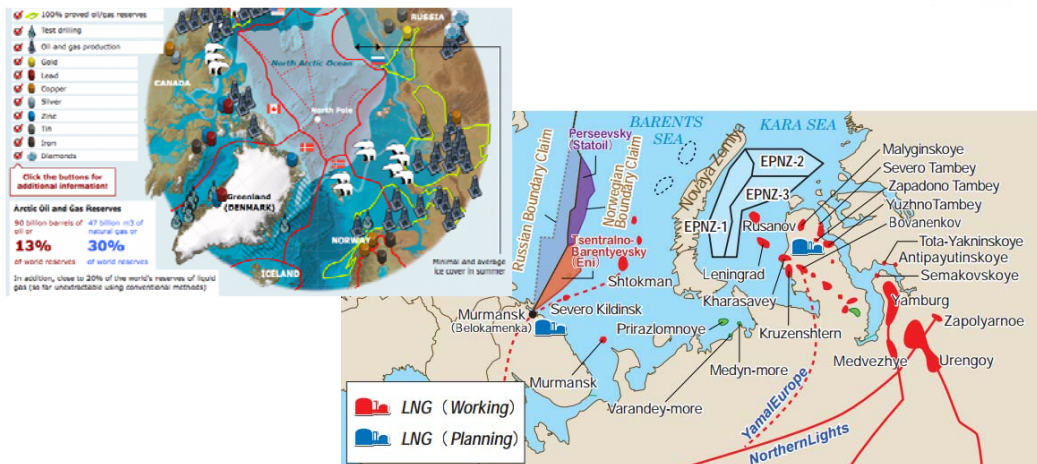 100% proved oil/gas reserves
Test drilling
Oil and gas production
Gold
Lead
Copper
Silver
Zinc
Tin
Iron
Diamonds
Click the buttons for
additional information!
Arctic Oil and Gas Reserves
90 billion barrels of
oil or
13%
of world reserves
47 billion m3 of
natural gas or
30%
of world reserves
In addition, close to 20% of the world's reserves of liquid
gas (so far unextractable using conventional methods)
RUSSIA
CANADA
North Arctic Ocean
North Pole
Greenland
(DENMARK)
NORWAY
ICELAND
Minimal and average
ice cover in summer
BARENTS
SEA
KARA SEA
Novaya Zemlya
Perseevsky
(Statoil)
Russian Boundary Claim
Norwegian
Boundary Claim
Tsentralno-
Barentyevsky
(Eni)
EPNZ-2
EPNZ-3
EPNZ-1
Rusanov
Leningrad
Malyginskoye
Severo Tambey
Zapadono Tambey
YuzhnoTambey
Bovanenkov
Tota-Yakninskoye
Antipayutinskoye
Semakovskoye
Shtokman
Kharasavey
Yamburg
Severo Kildinsk
Murmansk
(Belokamenka)
Prirazlomnoye
Kruzenshtern
Zapolyarnoe
Medvezhye
Urengoy
Medyn-more
Murmansk
Varandey-more
YamalEurope
NorthernLights
LNG (Working)
LNG (Planning)